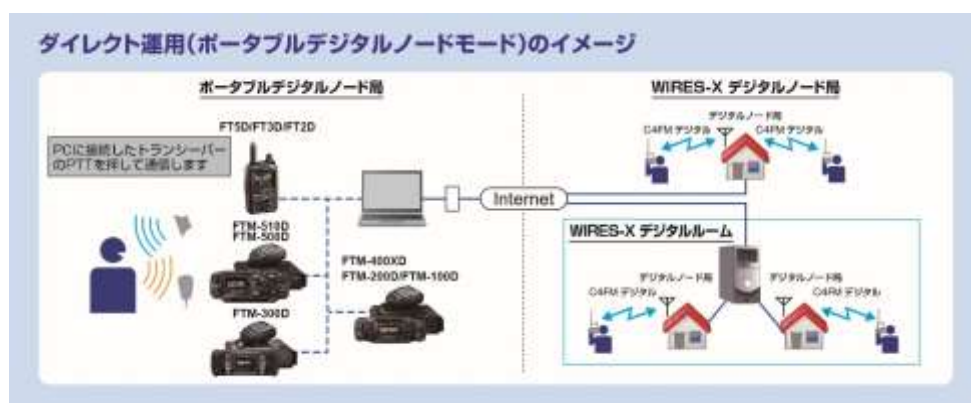 ダイレクト運用(ポータブルデジタルノードモード)のイメージ
ポータブルデジタルノード局
FT5D/FT3D/FT2D
PCに接続したトランシーバー
のPTTを押して通信します
FTM-510D
FTM-500D
FTM-400XD
FTM-200D/FTM-100D
FTM-300D
Internet
WIRES-X デジタルノード局
デジタルノード局
C4FM デジタル
C4FM デジタル
WIRES-X デジタルルーム
デジタルノード局
デジタルノード局
C4FM デジタル
C4FM デジタル